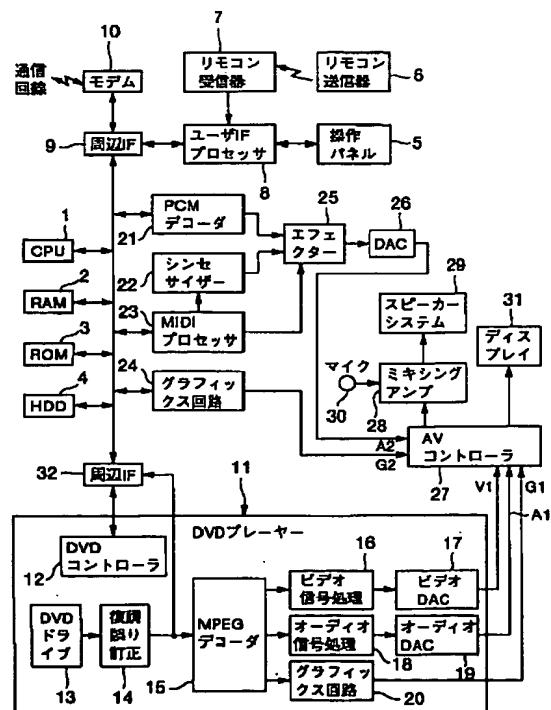 10
通信
回線
モデム
7
リモコン
受信器
リモコン
送信器
6
9
周辺IF
ユーザIF
プロセッサ
8
操作
パネル
5
1
CPU
2
RAM
3
ROM
4
HDD
PCM
デコーダ
21
シンセ
サイザー
22
23
MIDI
プロセッサ
24
グラフィッ
クス回路
25
エフェ
クター
26
DAC
29
スピーカー
システム
31
ディス
プレイ
マイク
30
ミキシング
アンプ
28
A2
G2
AV
コントローラ
27
V1
G1
A1
32
周辺IF
11
DVDプレーヤー
12
DVD
コントローラ
DVD
ドライブ
13
復調
誤り
訂正
14
MPEG
デコーダ
15
16
ビデオ
信号処理
17
ビデオ
DAC
オーディオ
信号処理
18
オーディオ
DAC
19
グラフィッ
クス回路
20